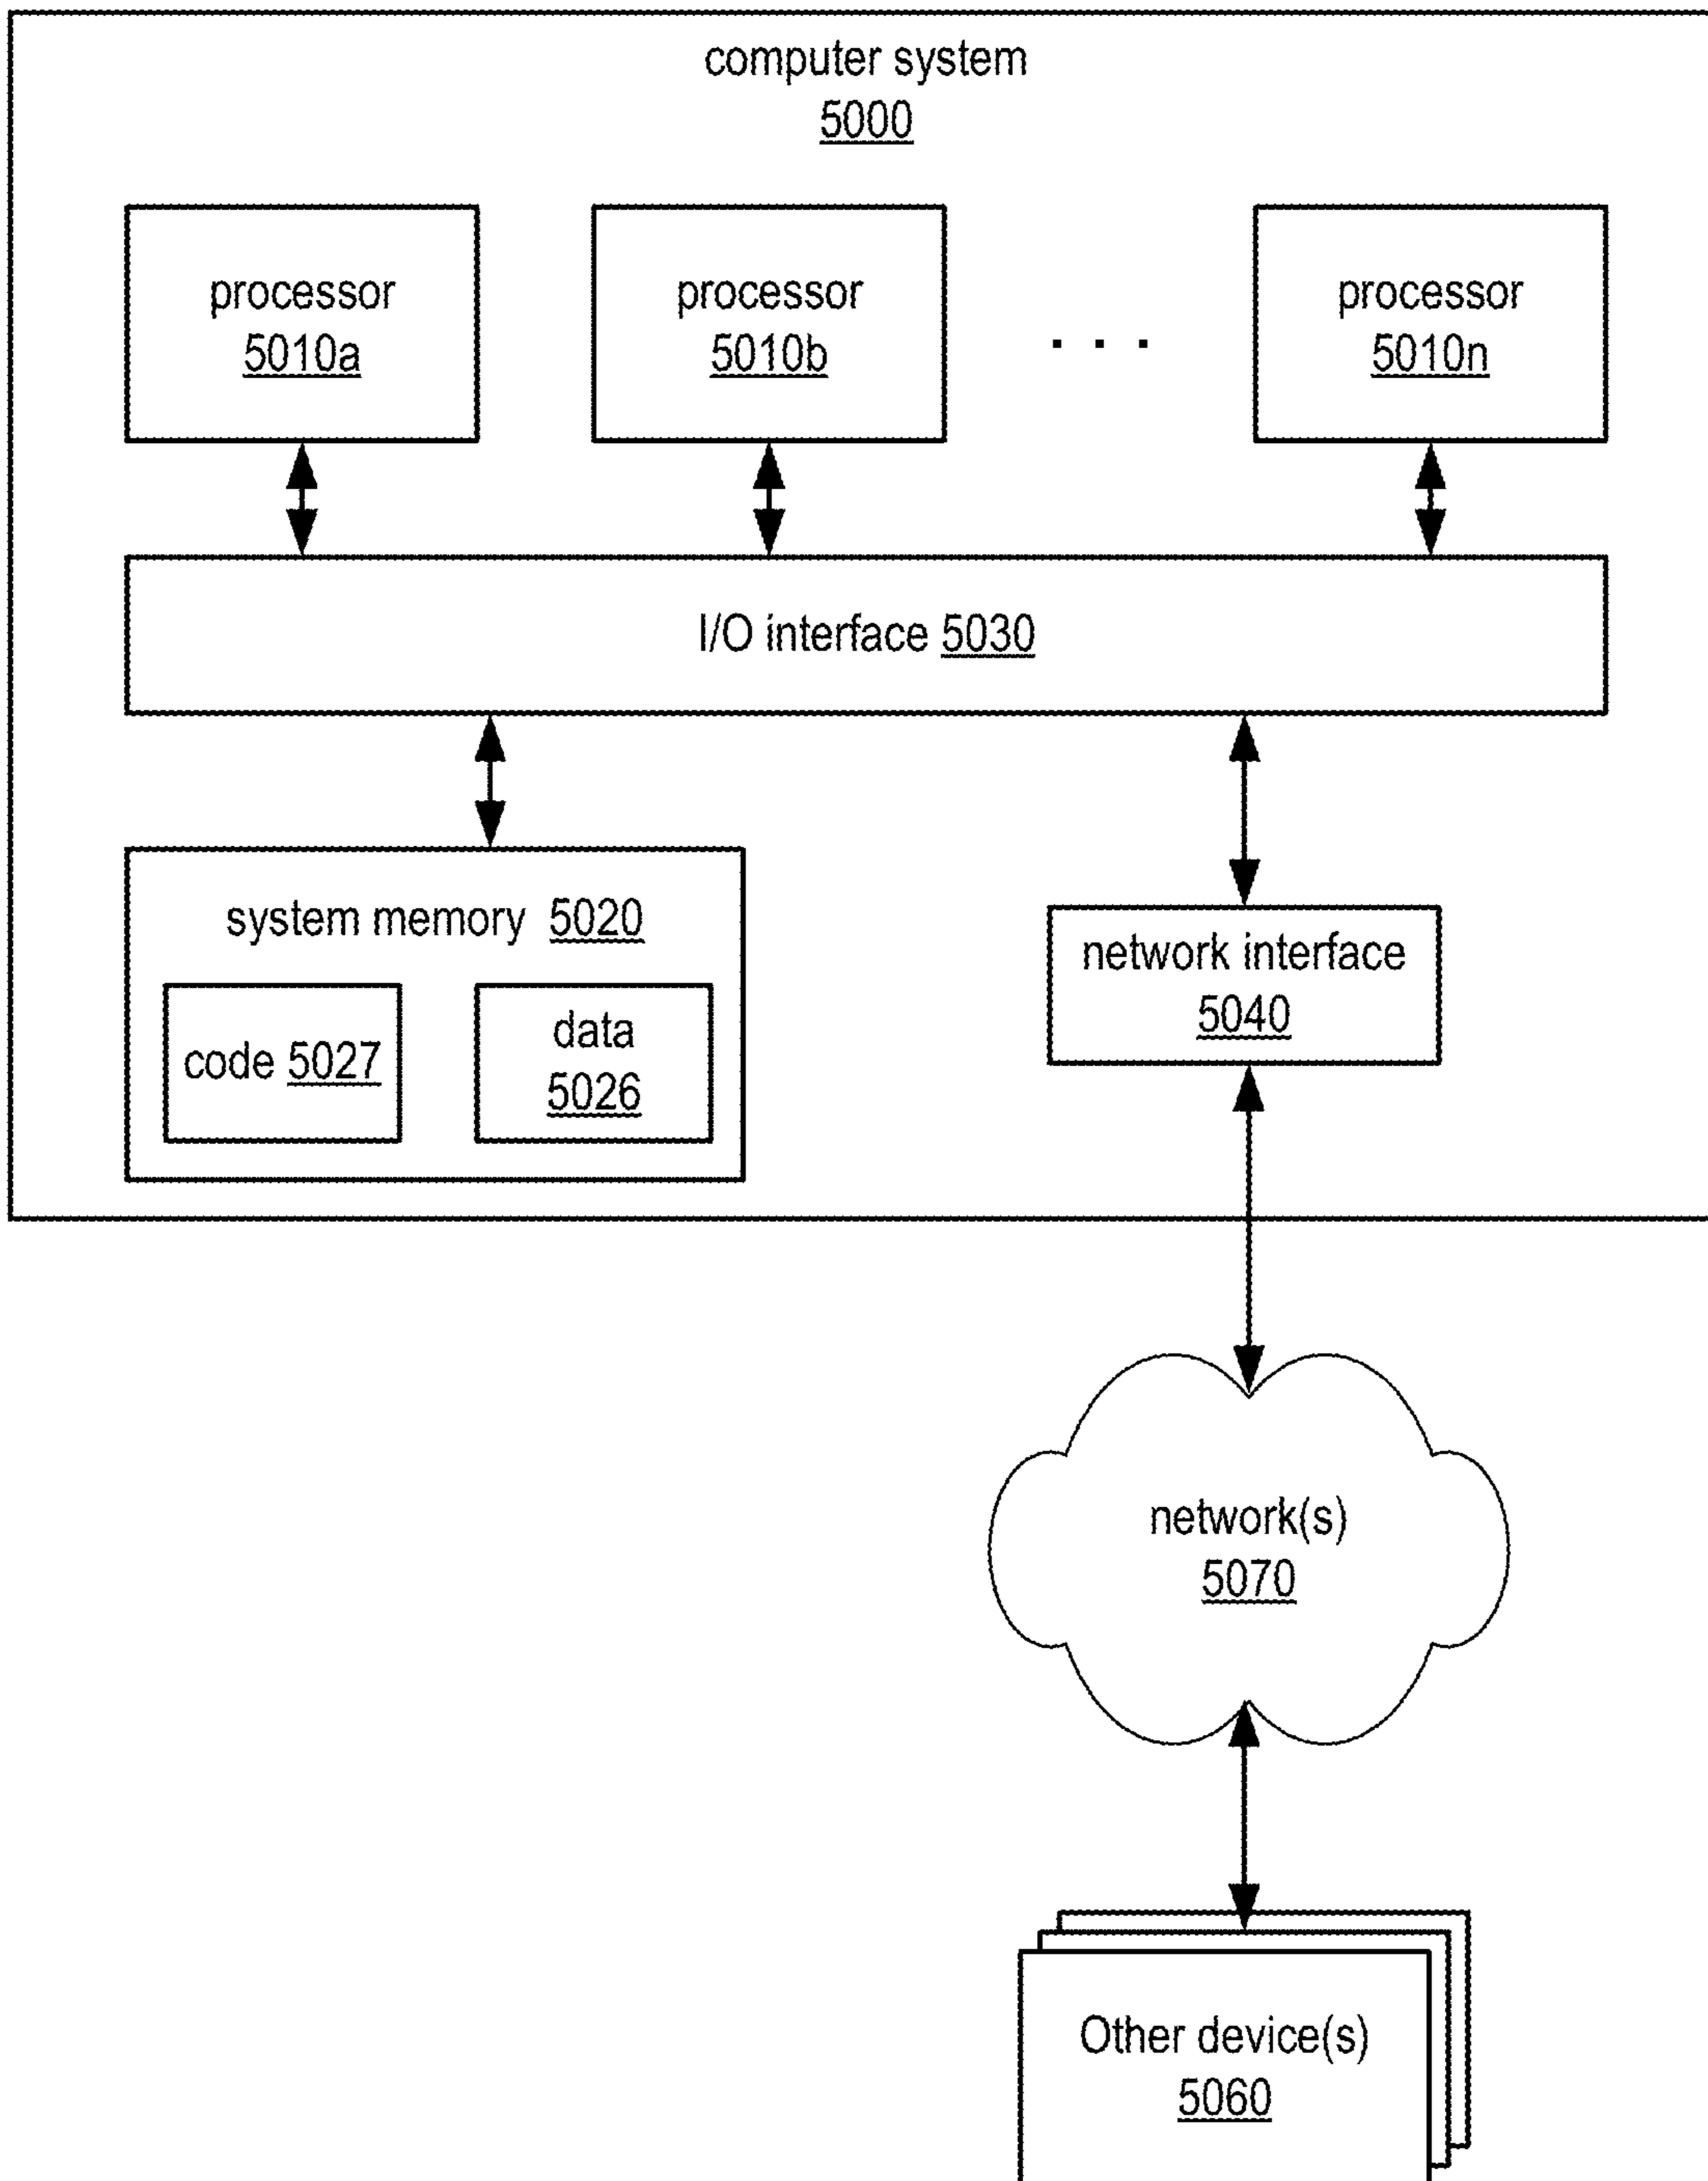 computer system
5000
processor
5010a
processor
5010b
. . .
processor
5010n
I/O interface 5030
system memory 5020
code 5027
data
5026
network interface
5040
network(s)
5070
Other device(s)
5060